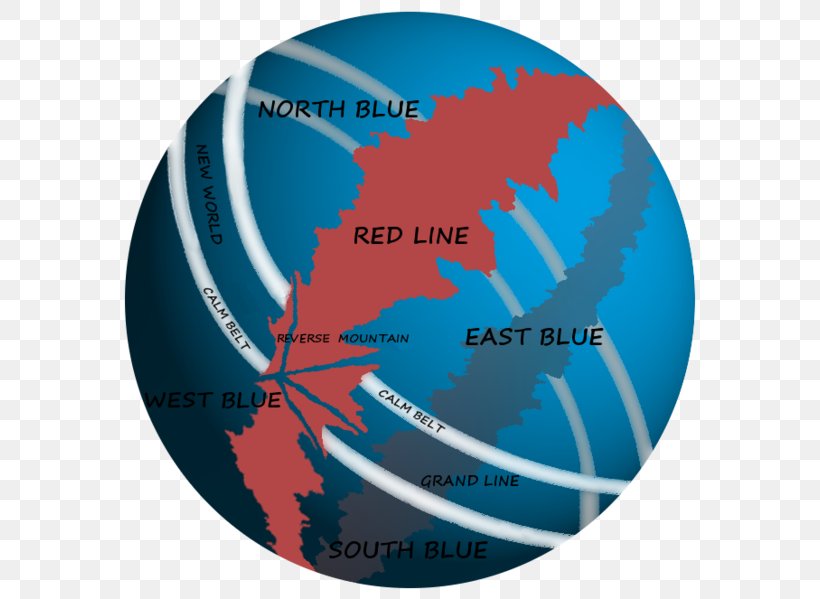 NORTH BLUE
NEW WORLD
RED LINE
CALM BELT
REVERSE MOUNTAIN
EAST BLUE
WEST BLUE
CALM BELT
GRAND LINE
SOUTH BLUE